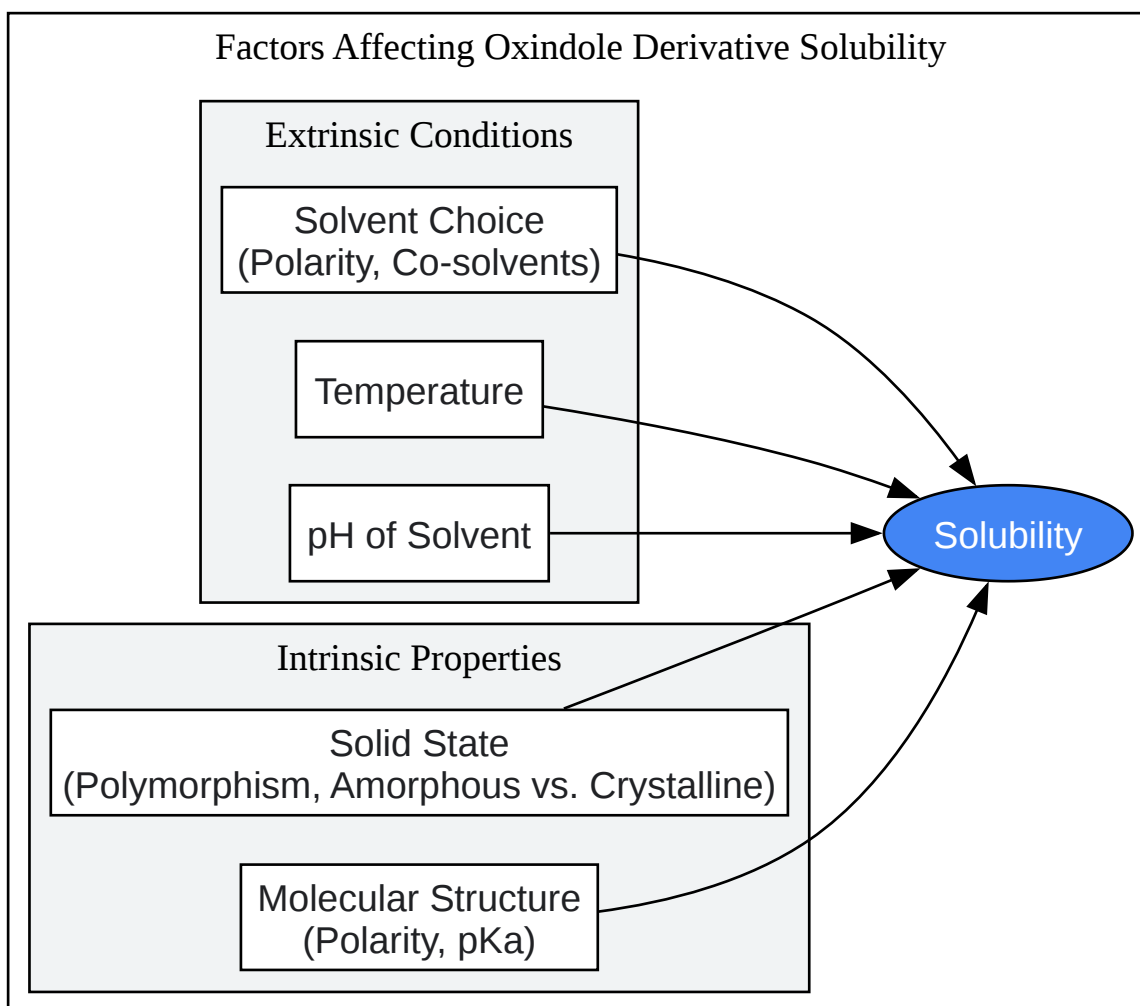 Factors Affecting Oxindole Derivative Solubility
Extrinsic Conditions
Solvent Choice
(Polarity, Co-solvents)
Temperature
pH of Solvent
Solubility
Intrinsic Properties
Solid State
(Polymorphism, Amorphous vs. Crystalline)
Molecular Structure
(Polarity, pKa)